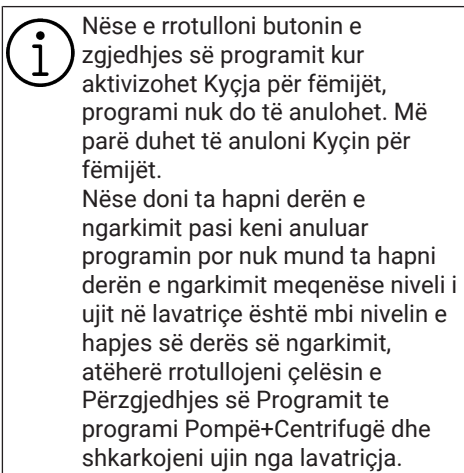 Nëse e rrotulloni butonin e
zgjedhjes së programit kur
aktivizohet Kyçja për fëmijët,
programi nuk do të anulohet. Më
parë duhet të anuloni Kyçin për
fëmijët.
Nëse doni ta hapni derën e
ngarkimit pasi keni anuluar
programin por nuk mund ta hapni
derën e ngarkimit meqenëse niveli i
ujit në lavatriçe është mbi nivelin e
hapjes së derës së ngarkimit,
atëherë rrotullojeni çelësin e
Përzgjedhjes së Programit te
programi Pompë+Centrifugë dhe
shkarkojeni ujin nga lavatriçja.